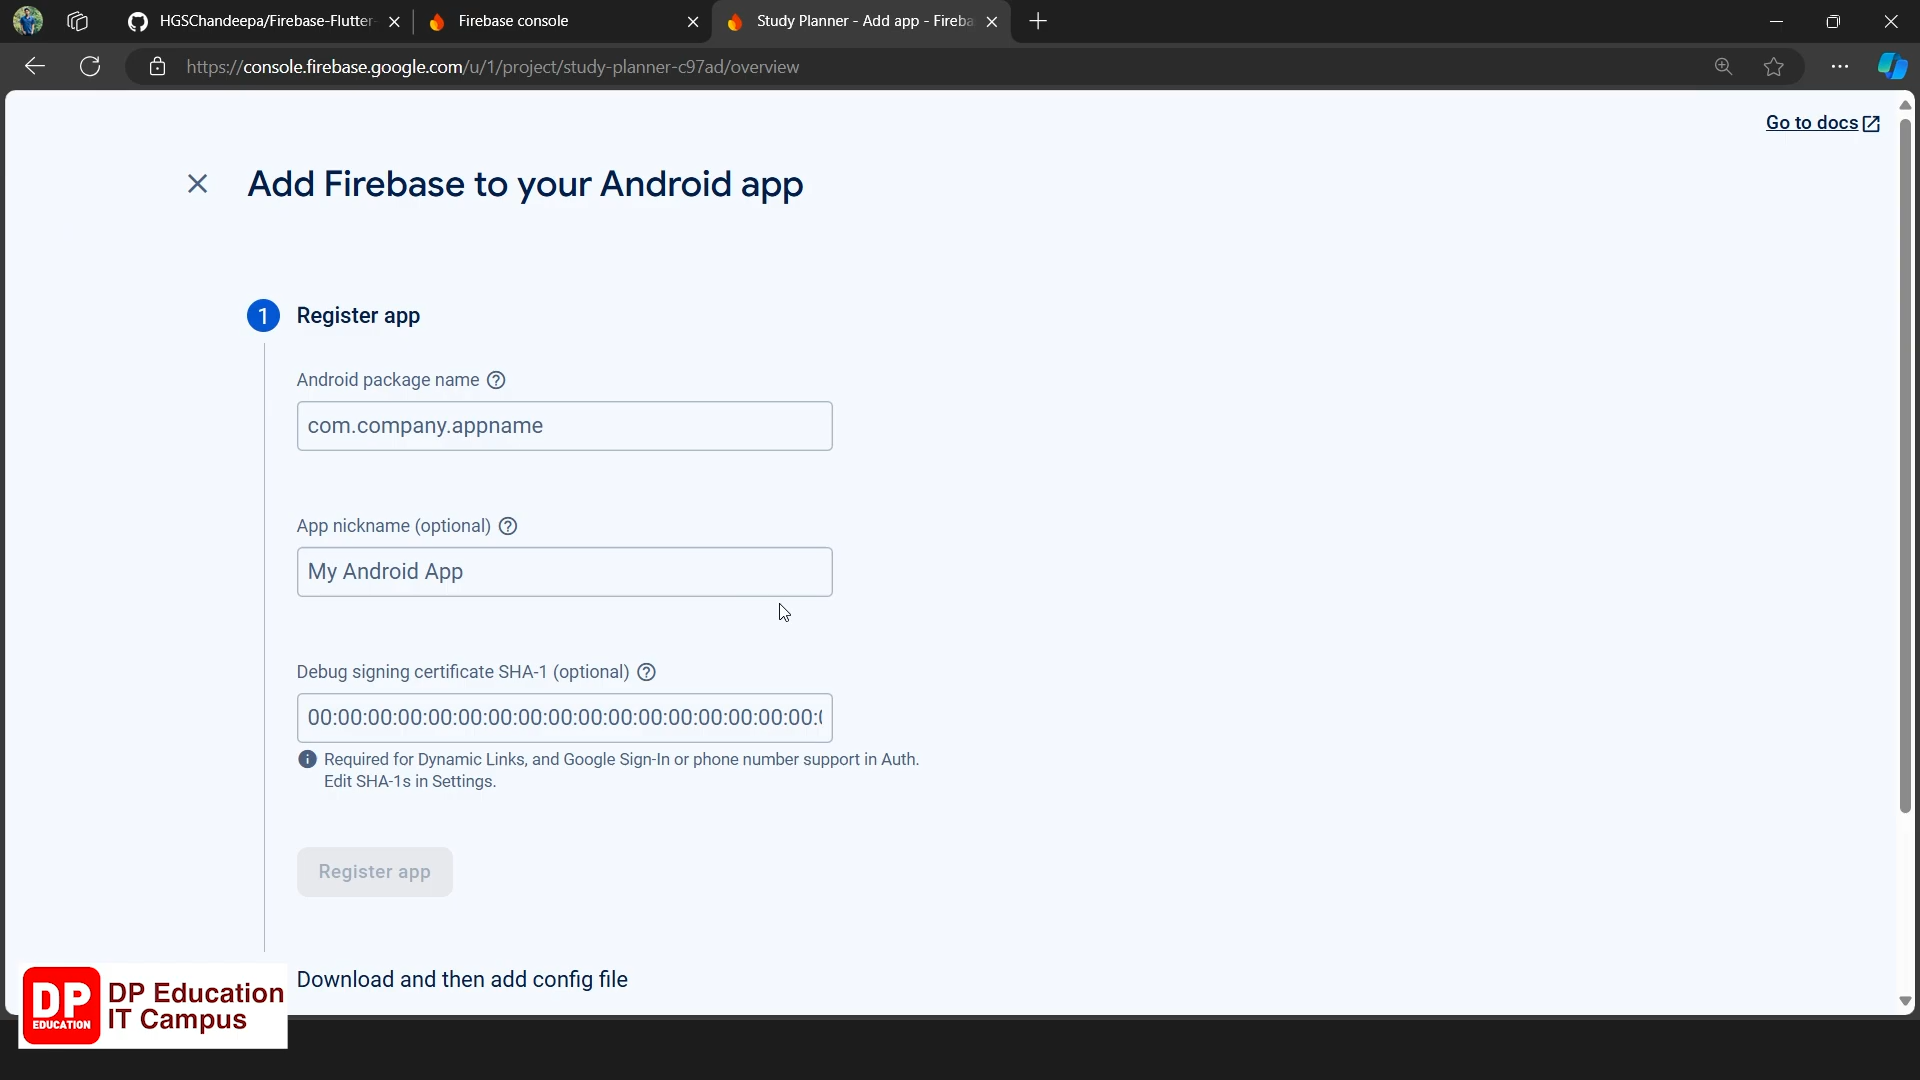 HGSChandeepa/Firebase-Flutter-
Firebase console
Study Planner - Add app - Fireba
https://console.firebase.google.com/u/1/project/study-planner-c97ad/overview
Go to docs
Add Firebase to your Android app
1 Register app
Android package name
com.company.appname
App nickname (optional)
My Android App
Debug signing certificate SHA-1 (optional)
00:00:00:00:00:00:00:00:00:00:00:00:00:00:00:00:00:
Required for Dynamic Links, and Google Sign-In or phone number support in Auth.
Edit SHA-1s in Settings.
Register app
Download and then add config file
DP
EDUCATION
DP Education
IT Campus